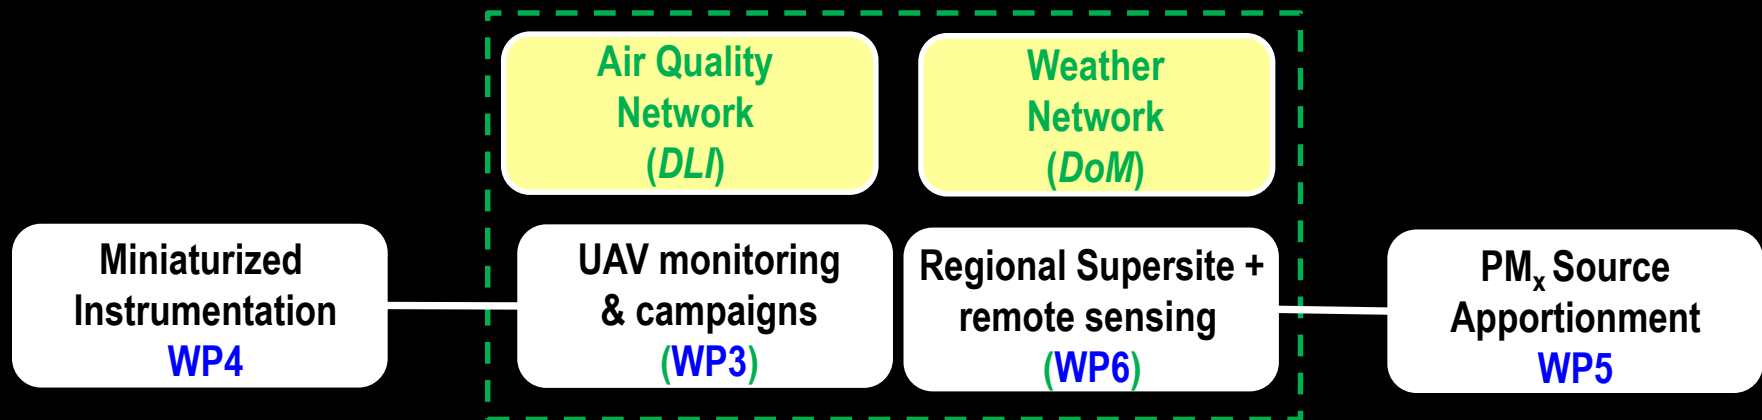 Air Quality
Network
(DLI)
Weather
Network
(DoM)
Miniaturized
Instrumentation
WP4
UAV monitoring
& campaigns
(WP3)
Regional Supersite +
remote sensing
(WP6)
PMx Source
Apportionment
WP5